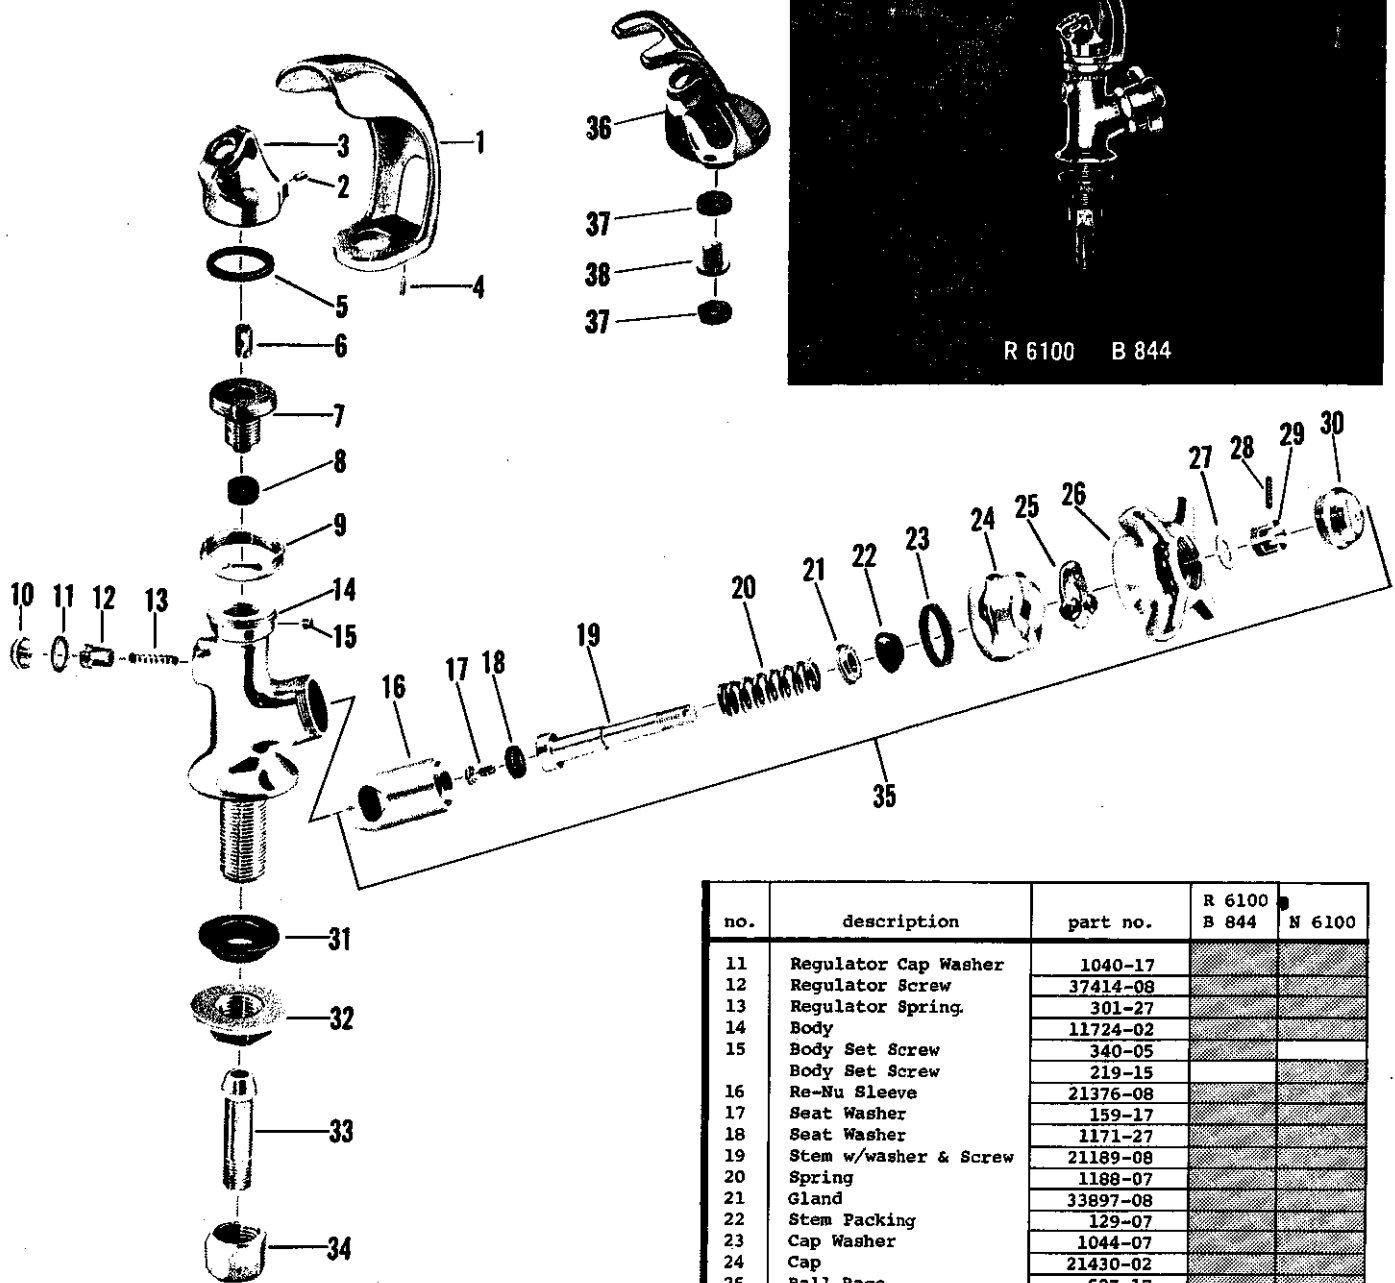 1
2
3
4
5
6
7
8
9
10 11 12 13
14
15
16 17 18 19 20 21 22 23 24 25 26 27 28 29 30
31
32
33
34
35
36
37
38
37
R 6100 B 844
no. description part no. R 6100 B 844 N 6100
11 Regulator Cap Washer 1040-17
12 Regulator Screw 37414-08
13 Regulator Spring 301-27
14 Body 11724-02
15 Body Set Screw 340-05
Body Set Screw 219-15
16 Re-Nu Sleeve 21376-08
17 Seat Washer 159-17
18 Seat Washer 1171-27
19 Stem w/washer & Screw 21189-08
20 Spring 1188-07
21 Gland 33897-08
22 Stem Packing 129-07
23 Cap Washer 1044-07
24 Cap 21430-02